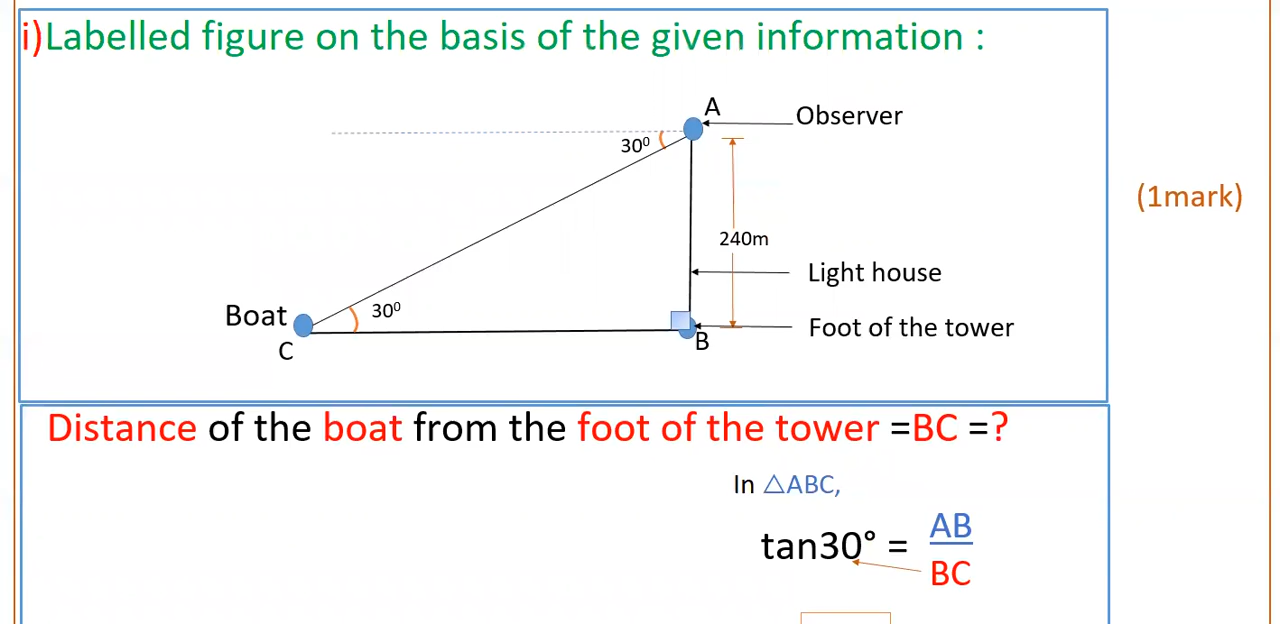 i)Labelled figure on the basis of the given information :
A
Observer
30⁰
(1mark)
240m
Light house
Boat
30⁰
Foot of the tower
B
C
Distance of the boat from the foot of the tower =BC =?
In △ABC,
tan30° = AB
BC